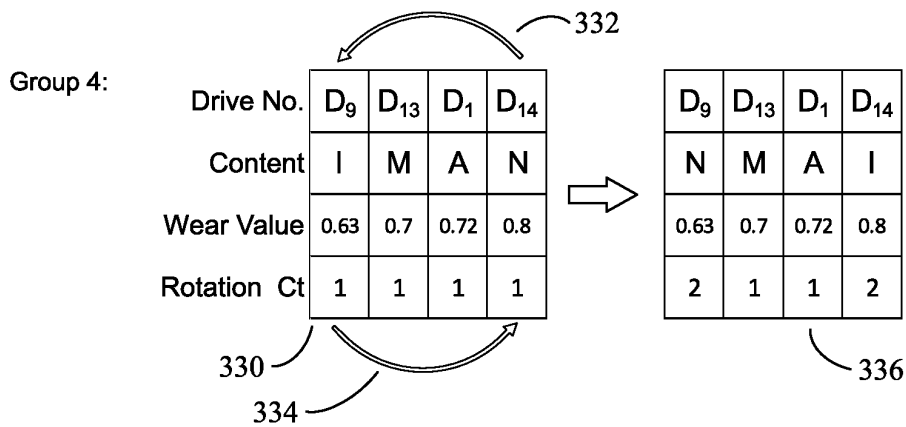 332
Group 4:
Drive No. D9 D13 D1 D14 D9 D13 D1 D14
Content I M A N N M A I
Wear Value 0.63 0.7 0.72 0.8 0.63 0.7 0.72 0.8
Rotation Ct 1 1 1 1 2 1 1 2
330 336
334